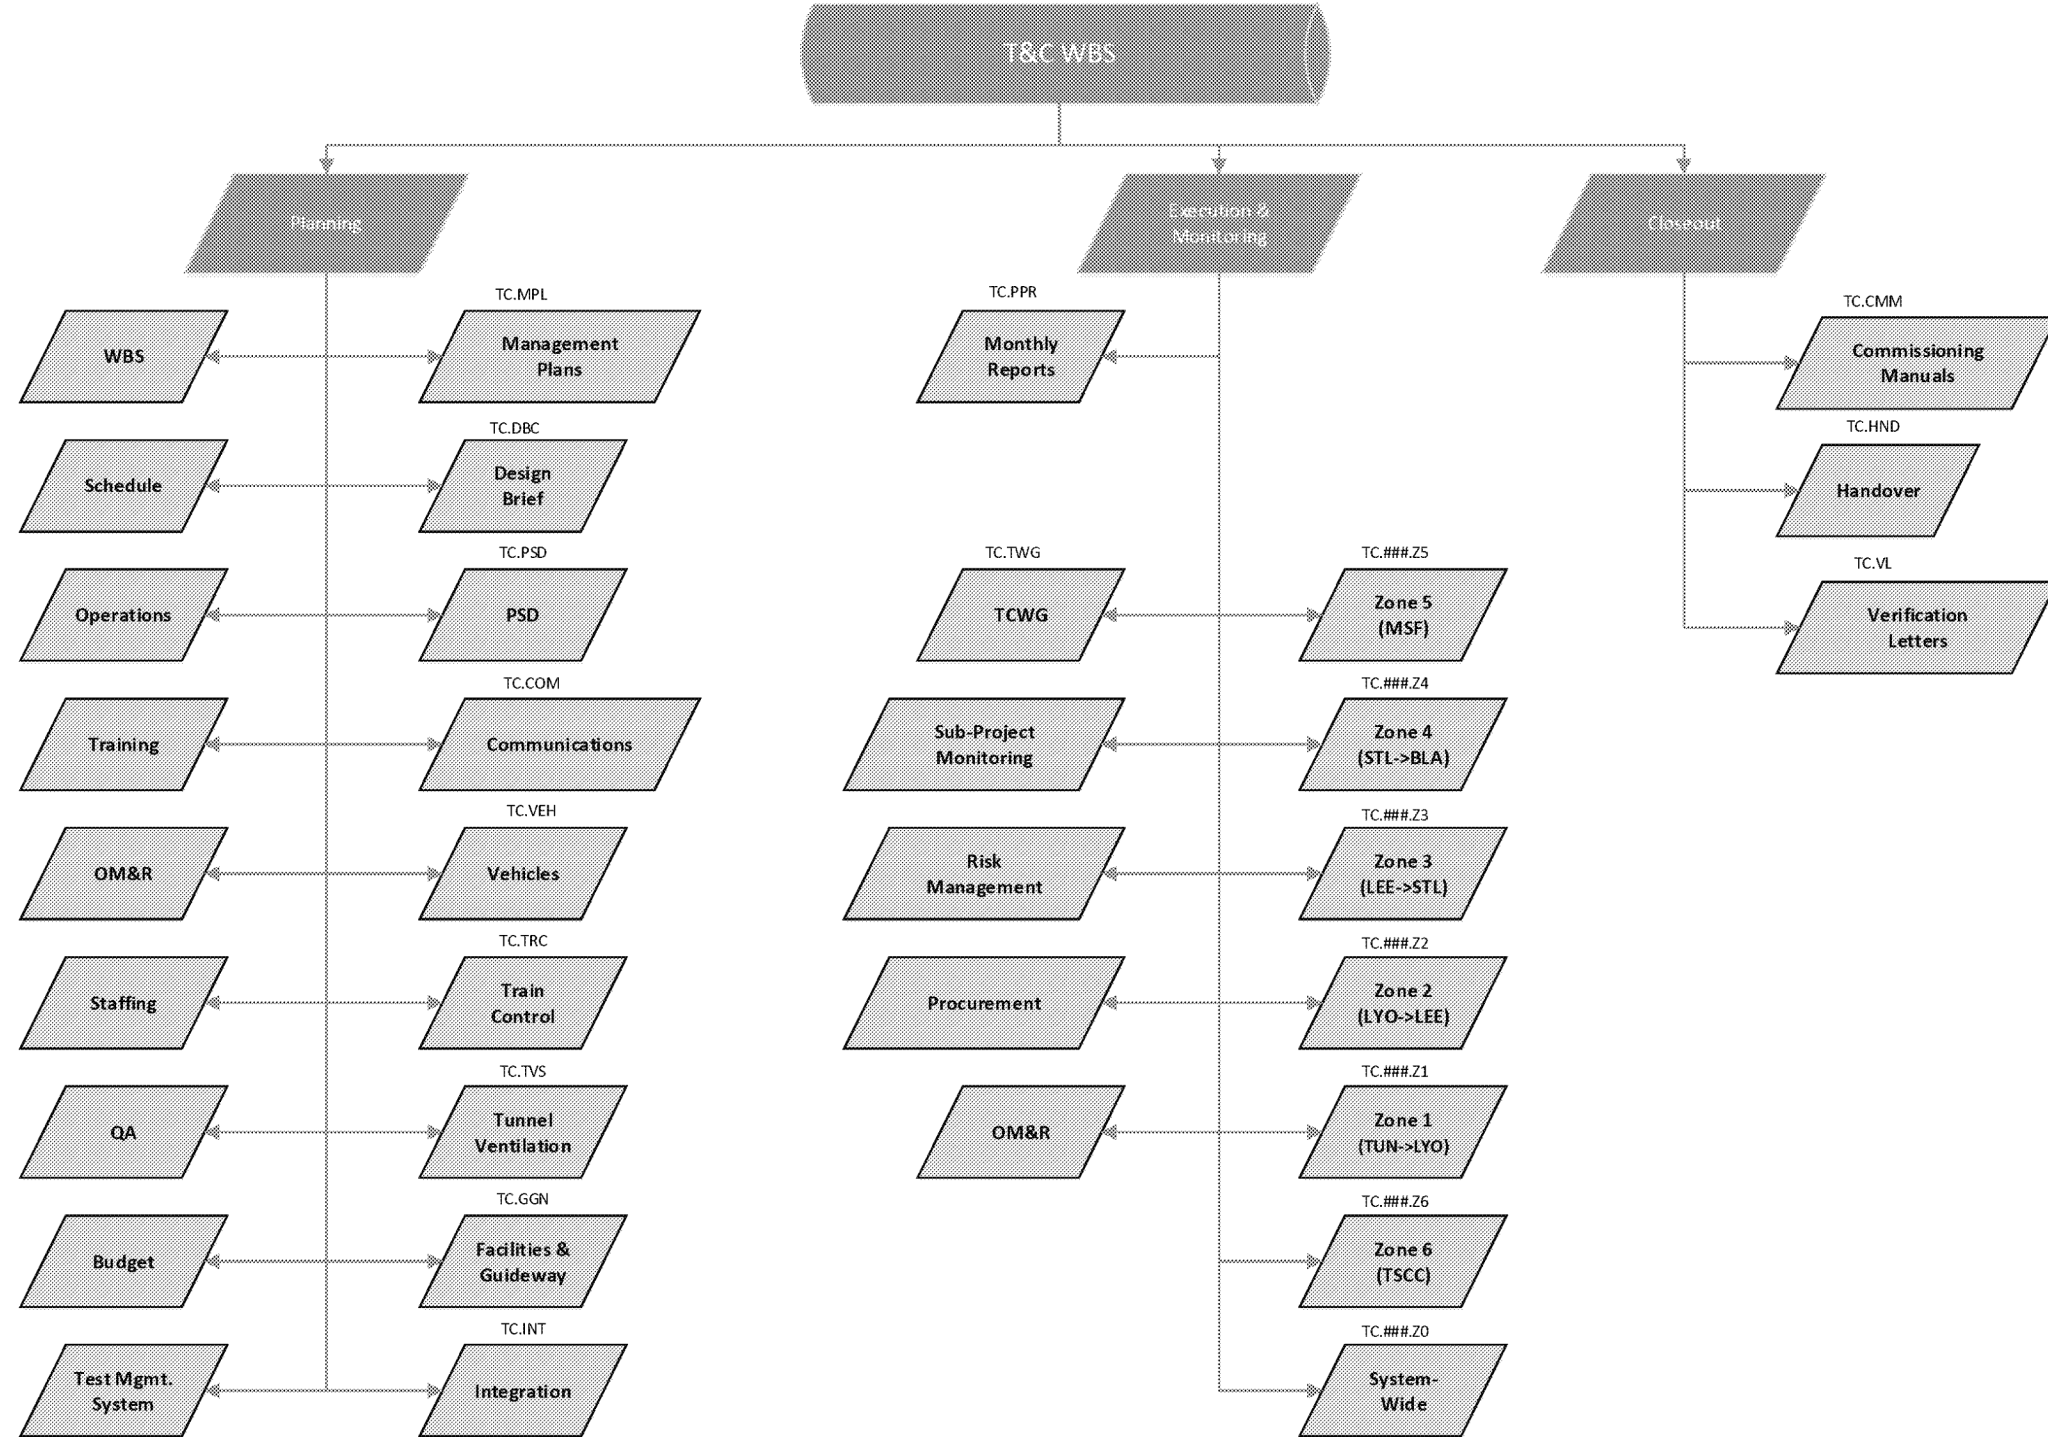 T&C WBS
Planning
Execution &
Monitoring
Closeout
WBS
TC.MPL
Management
Plans
Schedule
TC.DBC
Design
Brief
Operations
TC.PSD
PSD
Training
TC.COM
Communications
OM&R
TC.VEH
Vehicles
Staffing
TC.TRC
Train
Control
QA
TC.TVS
Tunnel
Ventilation
Budget
TC.GGN
Facilities &
Guideway
Test Mgmt.
System
TC.INT
Integration
TC.PPR
Monthly
Reports
TC.TWG
TCWG
TC.###.Z5
Zone 5
(MSF)
Sub-Project
Monitoring
TC.###.Z4
Zone 4
(STL->BLA)
Risk
Management
TC.###.Z3
Zone 3
(LEE->STL)
Procurement
TC.###.Z2
Zone 2
(LYO->LEE)
OM&R
TC.###.Z1
Zone 1
(TUN->LYO)
TC.###.Z6
Zone 6
(TSCC)
TC.###.Z0
System-
Wide
TC.CMM
Commissioning
Manuals
TC.HND
Handover
TC.VL
Verification
Letters